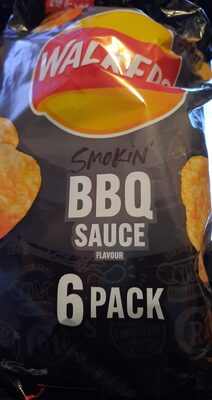 NEW
WALKERS
SMOKIN'
BBQ
SAUCE
FLAVOUR
6 PACK